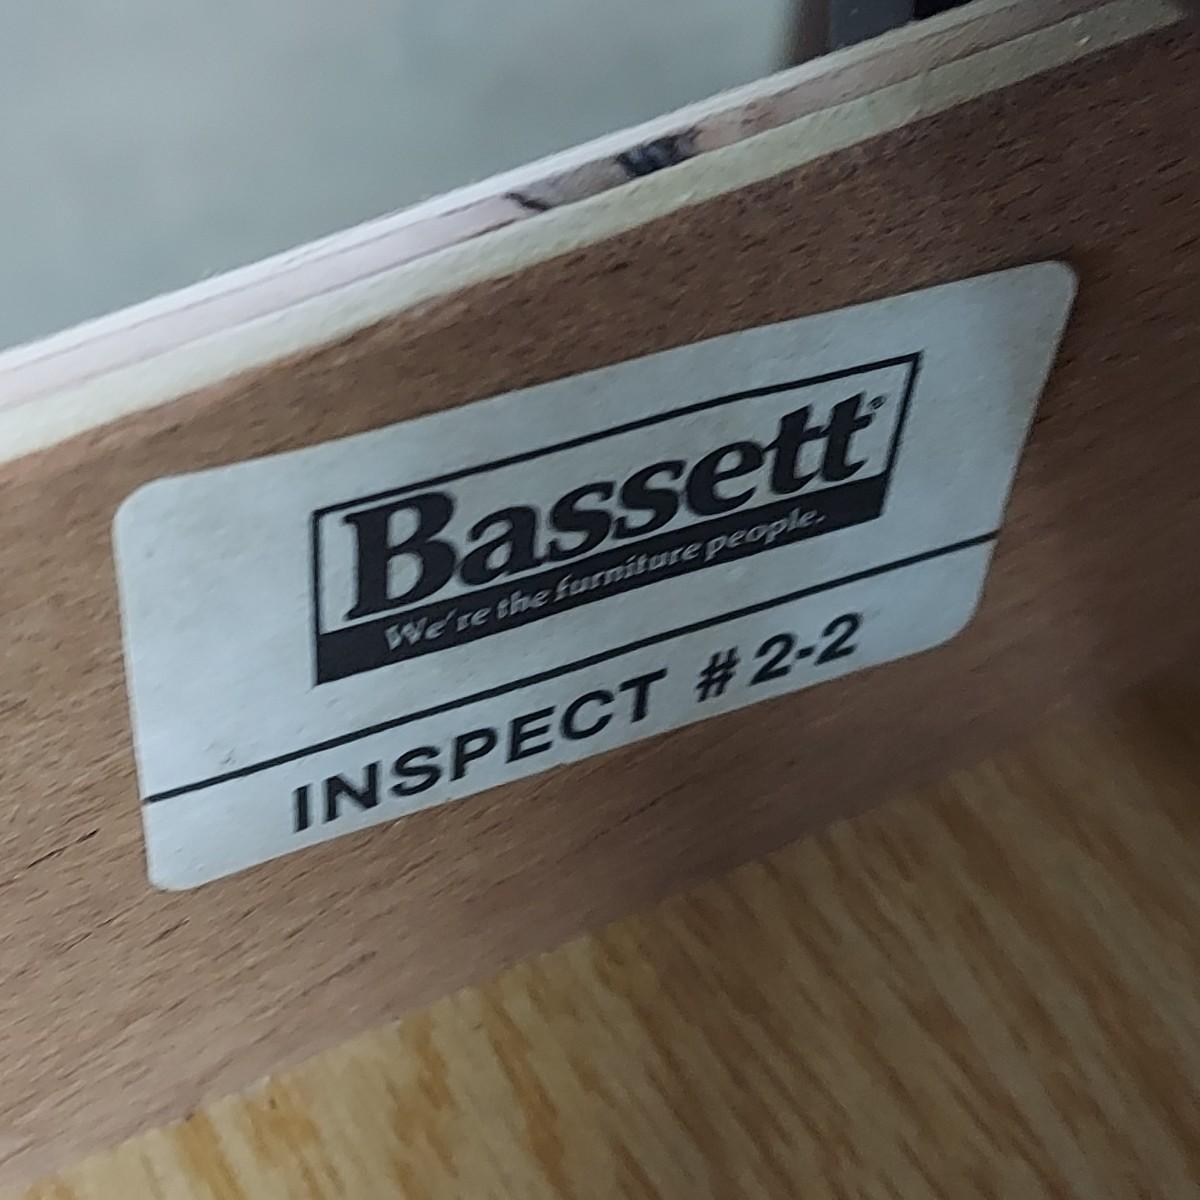 Bassett®
We're the furniture people.
INSPECT #2-2